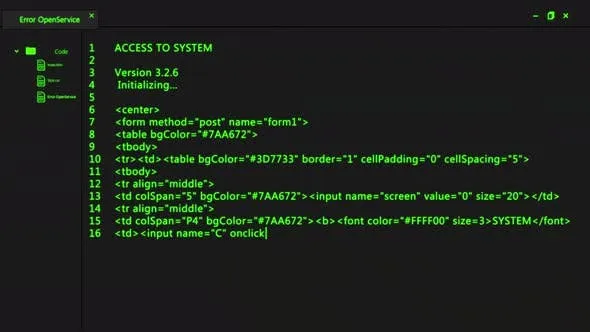 Error OpenService
Code
Index.html
Style.css
Error OpenService
1 ACCESS TO SYSTEM
2
3 Version 3.2.6
4 Initializing...
5
6 <center>
7 <form method="post" name="form1">
8 <table bgColor="#7AA672">
9 <tbody>
10 <tr><td><table bgColor="#3D7733" border="1" cellPadding="0" cellSpacing="5">
11 <tbody>
12 <tr align="middle">
13 <td colSpan="5" bgColor="#7AA672"><input name="screen" value="0" size="20"></td>
14 <tr align="middle">
15 <td colSpan="P4" bgColor="#7AA672"><b><font color="#FFFF00" size=3>SYSTEM</font>
16 <td><input name="C" onclick